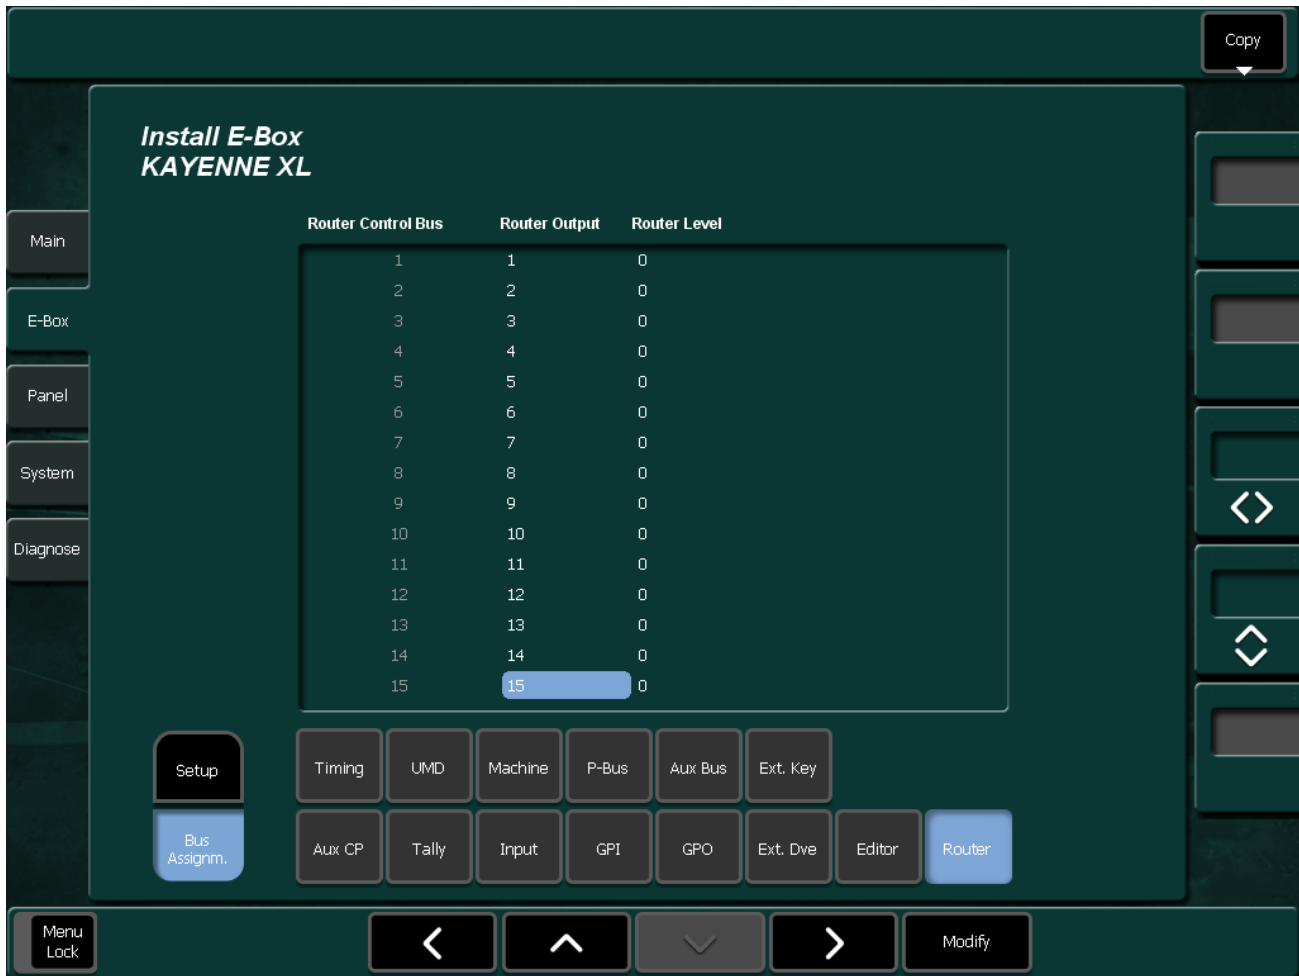 Copy
Install E-Box
KAYENNE XL
Router Control Bus Router Output Router Level
1 1 0
2 2 0
3 3 0
4 4 0
5 5 0
6 6 0
7 7 0
8 8 0
9 9 0
10 10 0
11 11 0
12 12 0
13 13 0
14 14 0
15 15 0
Main
E-Box
Panel
System
Diagnose
Setup
Timing UMD Machine P-Bus Aux Bus Ext. Key
Bus
Assignm.
Aux CP Tally Input GPI GPO Ext. Dve Editor Router
Menu
Lock
Modify